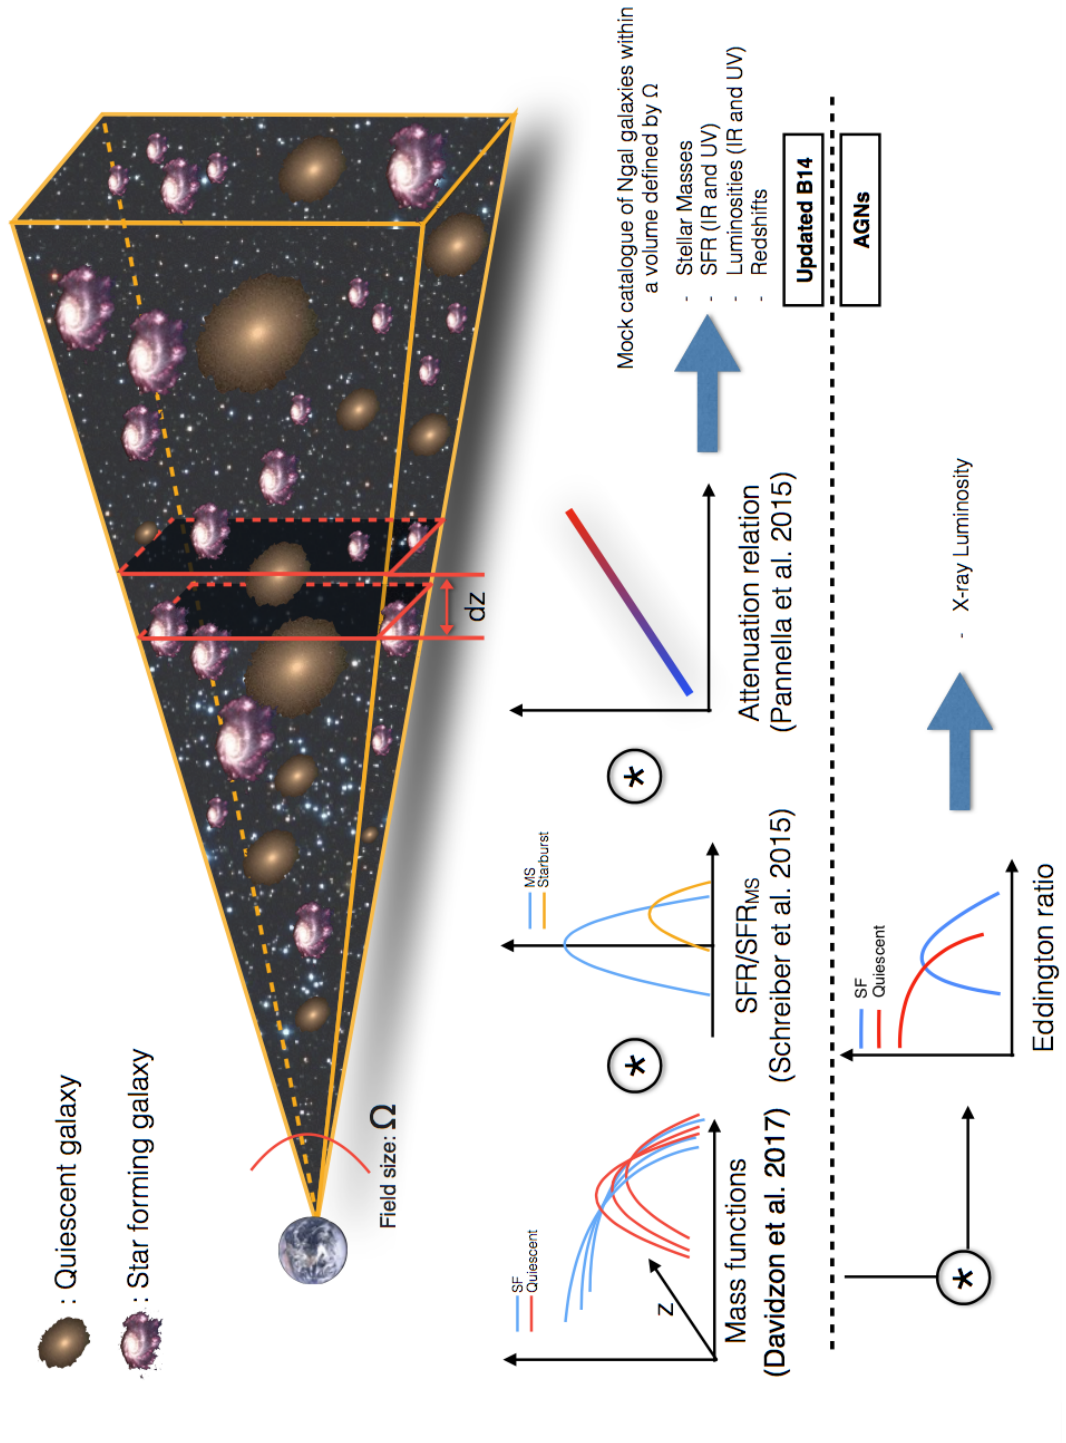 : Quiescent galaxy
: Star forming galaxy
Field size: Ω
dz
SF
Quiescent
z
Mass functions
(Davidzon et al. 2017)
*
MS
Starburst
SFR/SFRMS
(Schreiber et al. 2015)
*
Attenuation relation
(Pannella et al. 2015)
Mock catalogue of Ngal galaxies within
a volume defined by Ω
- Stellar Masses
- SFR (IR and UV)
- Luminosities (IR and UV)
- Redshifts
Updated B14
AGNs
*
SF
Quiescent
Eddington ratio
- X-ray Luminosity